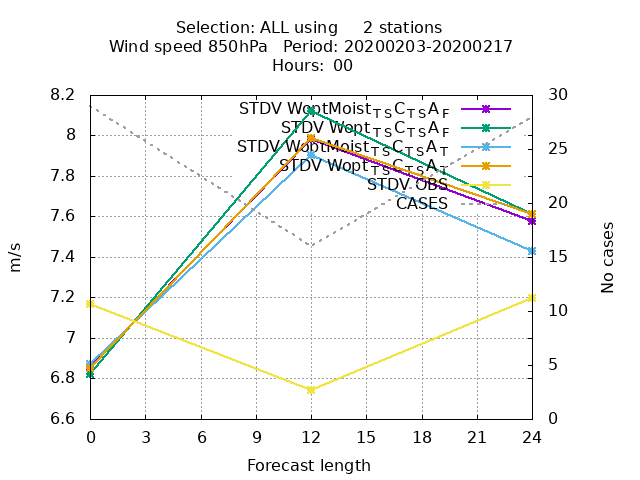 Selection: ALL using 2 stations
Wind speed 850hPa Period: 20200203-20200217
Hours: 00
8.2
8
7.8
7.6
7.4
7.2
7
6.8
6.6
m/s
STDV WoptMoist_TS C_TS A_F
STDV Wopt_TS C_TS A_F
STDV WoptMoist_TS C_TS A_T
STDV Wopt_TS C_TS A_T
STDV OBS
CASES
30
25
20
15
10
5
0
No cases
0 3 6 9 12 15 18 21 24
Forecast length